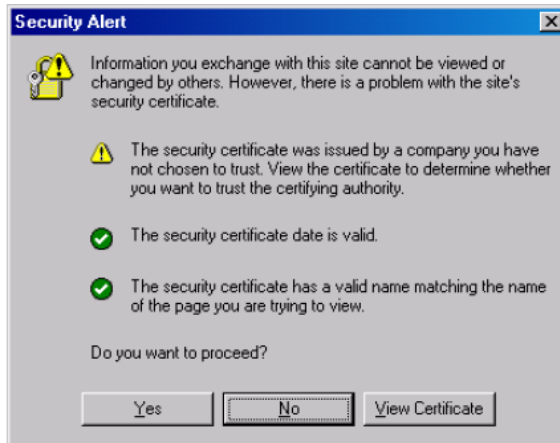 Security Alert
Information you exchange with this site cannot be viewed or
changed by others. However, there is a problem with the site's
security certificate.
The security certificate was issued by a company you have
not chosen to trust. View the certificate to determine whether
you want to trust the certifying authority.
The security certificate date is valid.
The security certificate has a valid name matching the name
of the page you are trying to view.
Do you want to proceed?
Yes No View Certificate